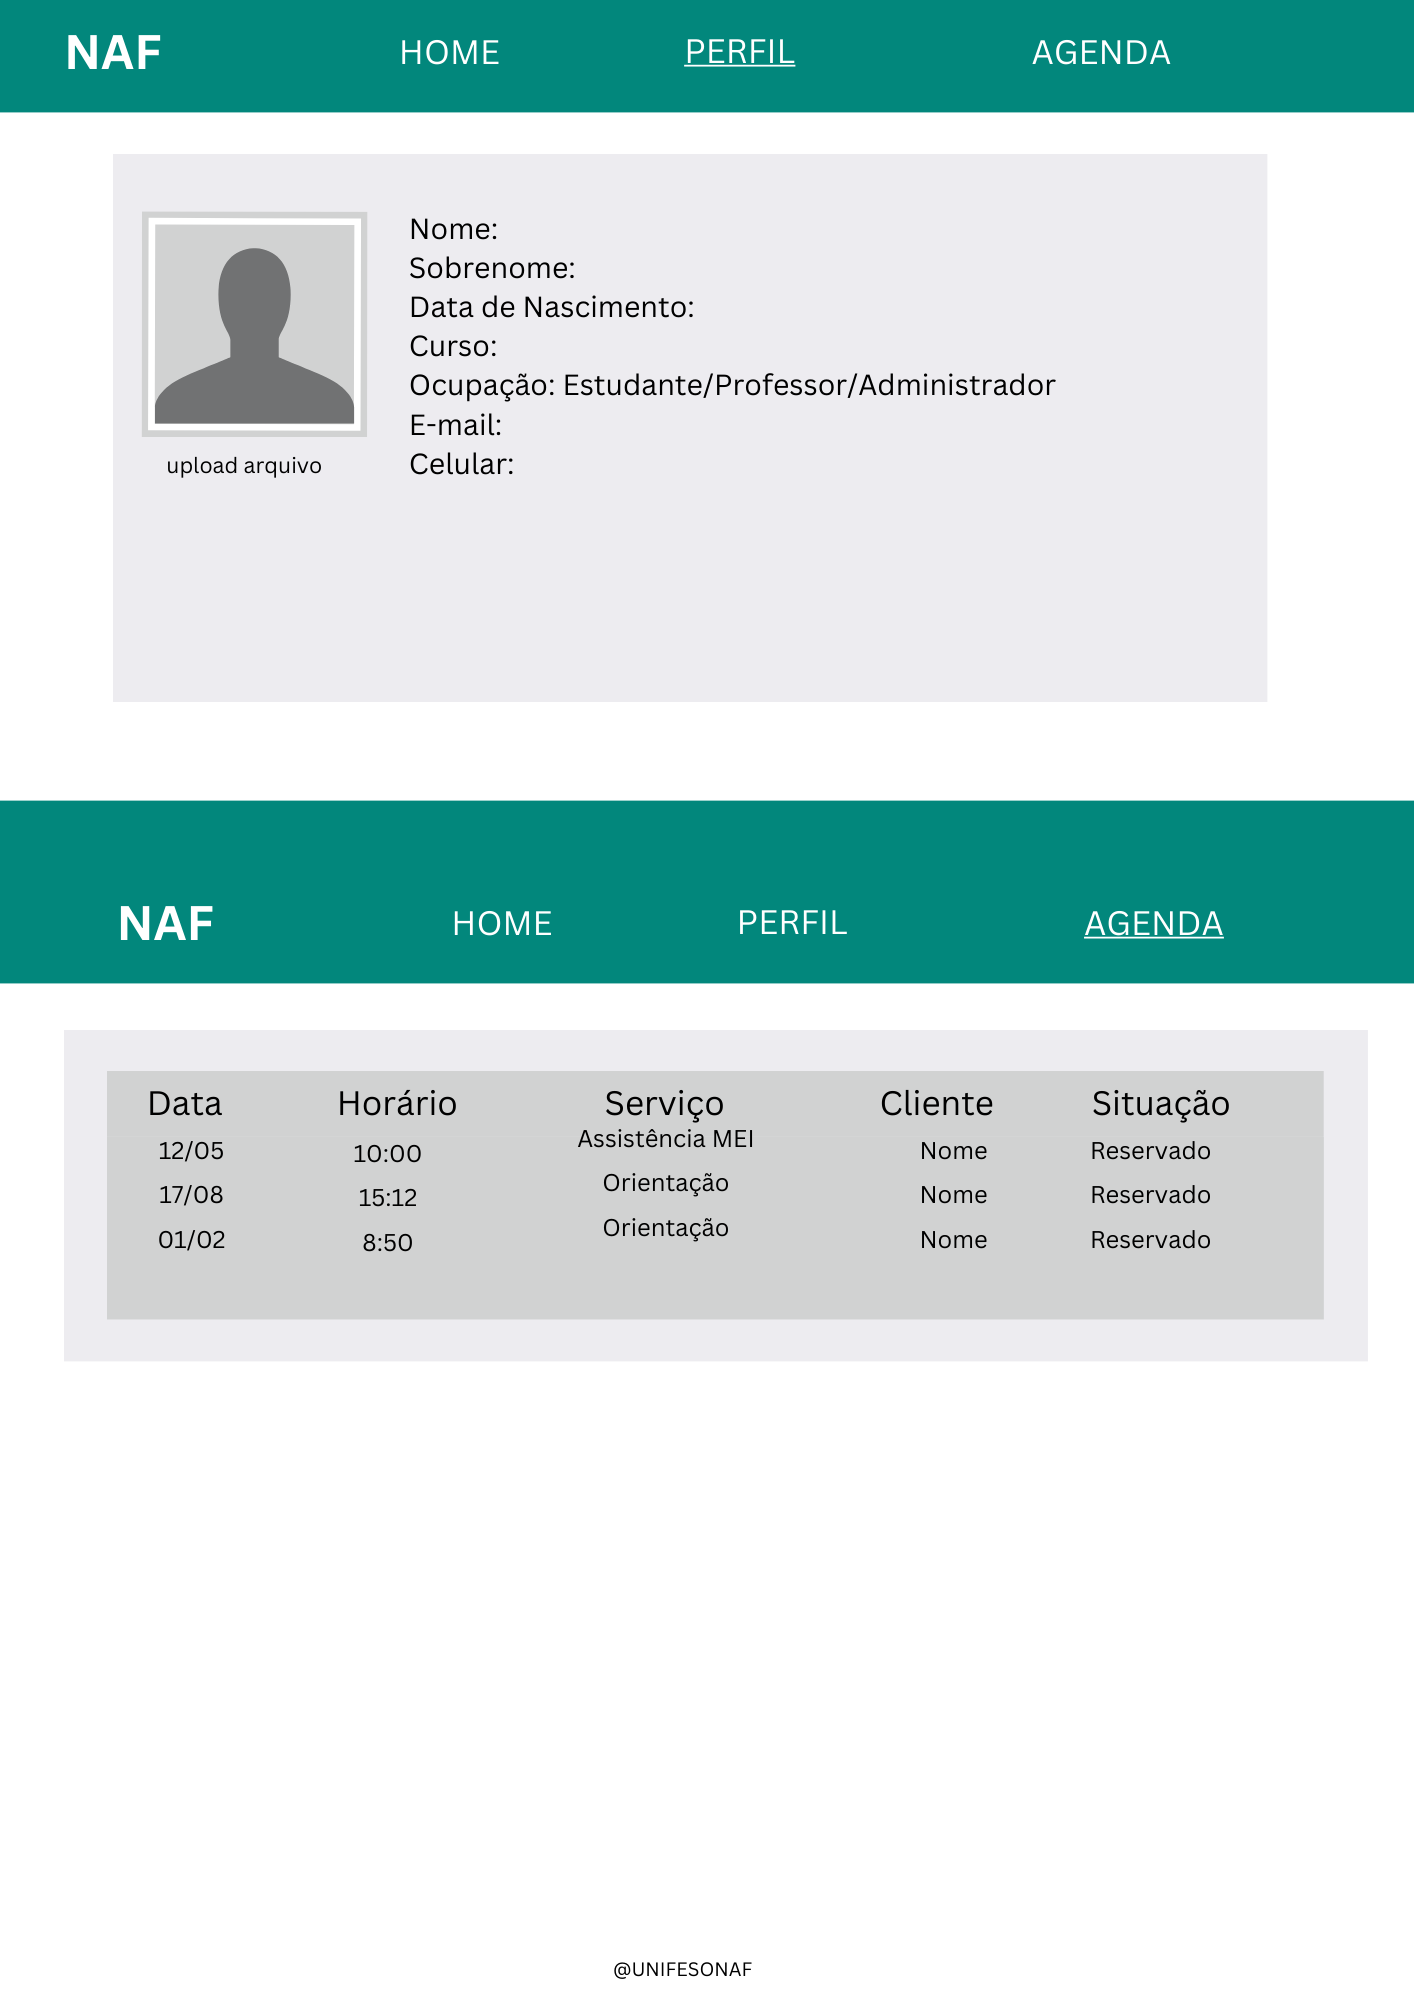 NAF HOME PERFIL AGENDA
Nome:
Sobrenome:
Data de Nascimento:
Curso:
Ocupação: Estudante/Professor/Administrador
E-mail:
Celular:
upload arquivo
NAF HOME PERFIL AGENDA
Data Horário Serviço Cliente Situação
12/05 10:00 Assistência MEI Nome Reservado
17/08 15:12 Orientação Nome Reservado
01/02 8:50 Orientação Nome Reservado
@UNIFESONAF